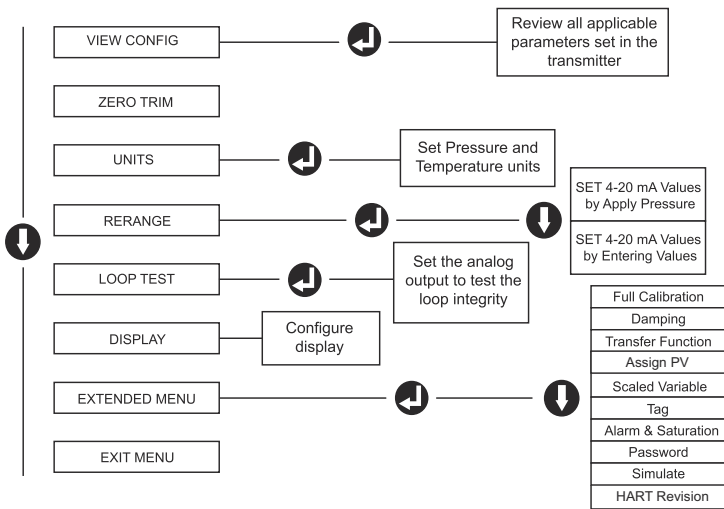 VIEW CONFIG
Review all applicable
parameters set in the
transmitter
ZERO TRIM
UNITS
Set Pressure and
Temperature units
RERANGE
SET 4-20 mA Values
by Apply Pressure
SET 4-20 mA Values
by Entering Values
LOOP TEST
Set the analog
output to test the
loop integrity
DISPLAY
Configure
display
EXTENDED MENU
Full Calibration
Damping
Transfer Function
Assign PV
Scaled Variable
Tag
Alarm & Saturation
Password
Simulate
HART Revision
EXIT MENU